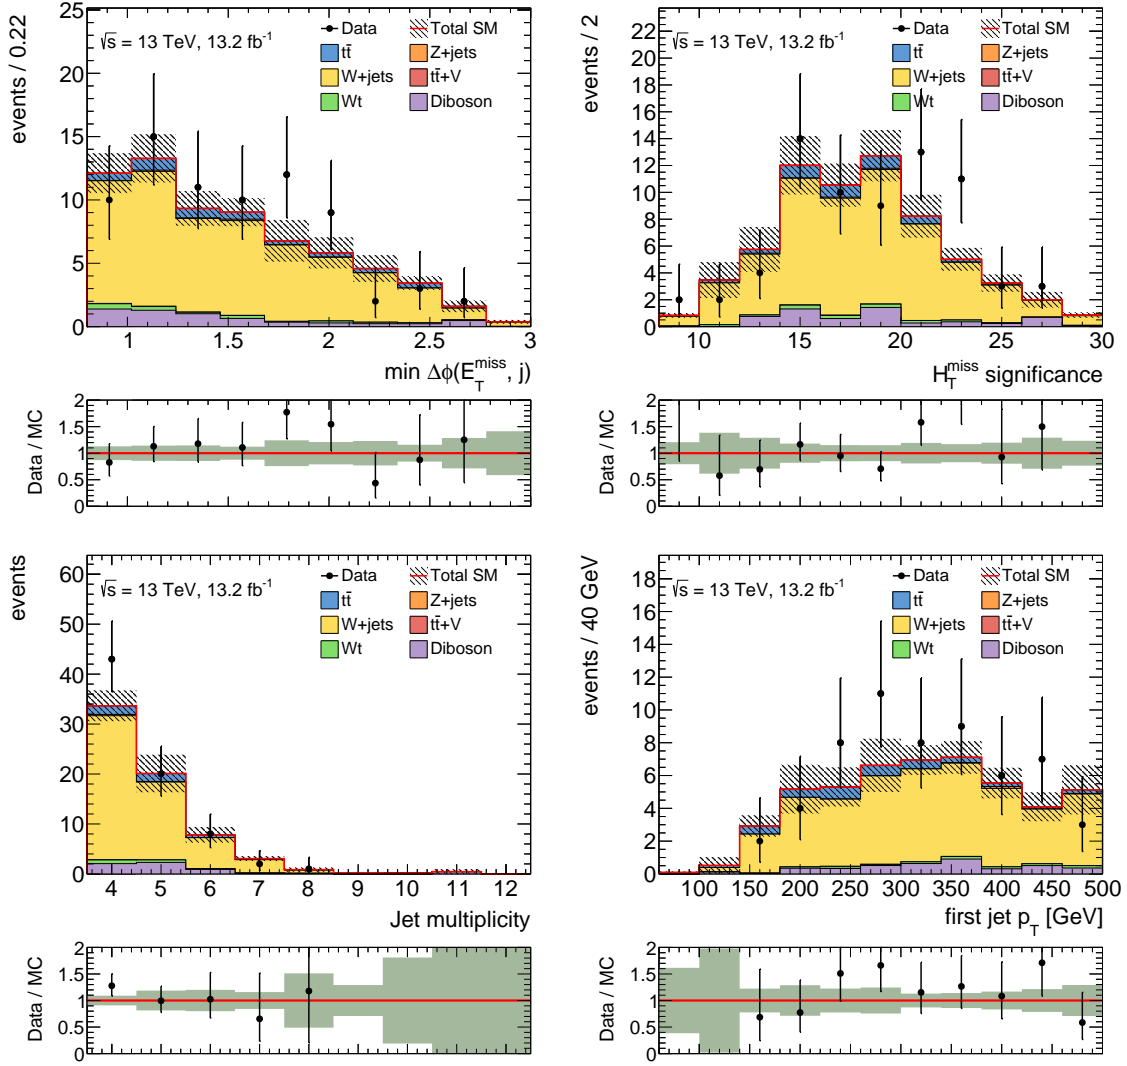 events / 0.22
25
20
15
10
5
0
√s = 13 TeV, 13.2 fb⁻¹
Data
Total SM
tt̄
Z+jets
W+jets
tt̄+V
Wt
Diboson
1 1.5 2 2.5 3
min Δϕ(E_T^miss, j)
Data / MC
2
1.5
1
0.5
0
events / 2
22
20
18
16
14
12
10
8
6
4
2
0
√s = 13 TeV, 13.2 fb⁻¹
Data
Total SM
tt̄
Z+jets
W+jets
tt̄+V
Wt
Diboson
10 15 20 25 30
H_T^miss significance
Data / MC
2
1.5
1
0.5
0
events
60
50
40
30
20
10
0
√s = 13 TeV, 13.2 fb⁻¹
Data
Total SM
tt̄
Z+jets
W+jets
tt̄+V
Wt
Diboson
4 5 6 7 8 9 10 11 12
Jet multiplicity
Data / MC
2
1.5
1
0.5
0
events / 40 GeV
18
16
14
12
10
8
6
4
2
0
√s = 13 TeV, 13.2 fb⁻¹
Data
Total SM
tt̄
Z+jets
W+jets
tt̄+V
Wt
Diboson
100 150 200 250 300 350 400 450 500
first jet p_T [GeV]
Data / MC
2
1.5
1
0.5
0